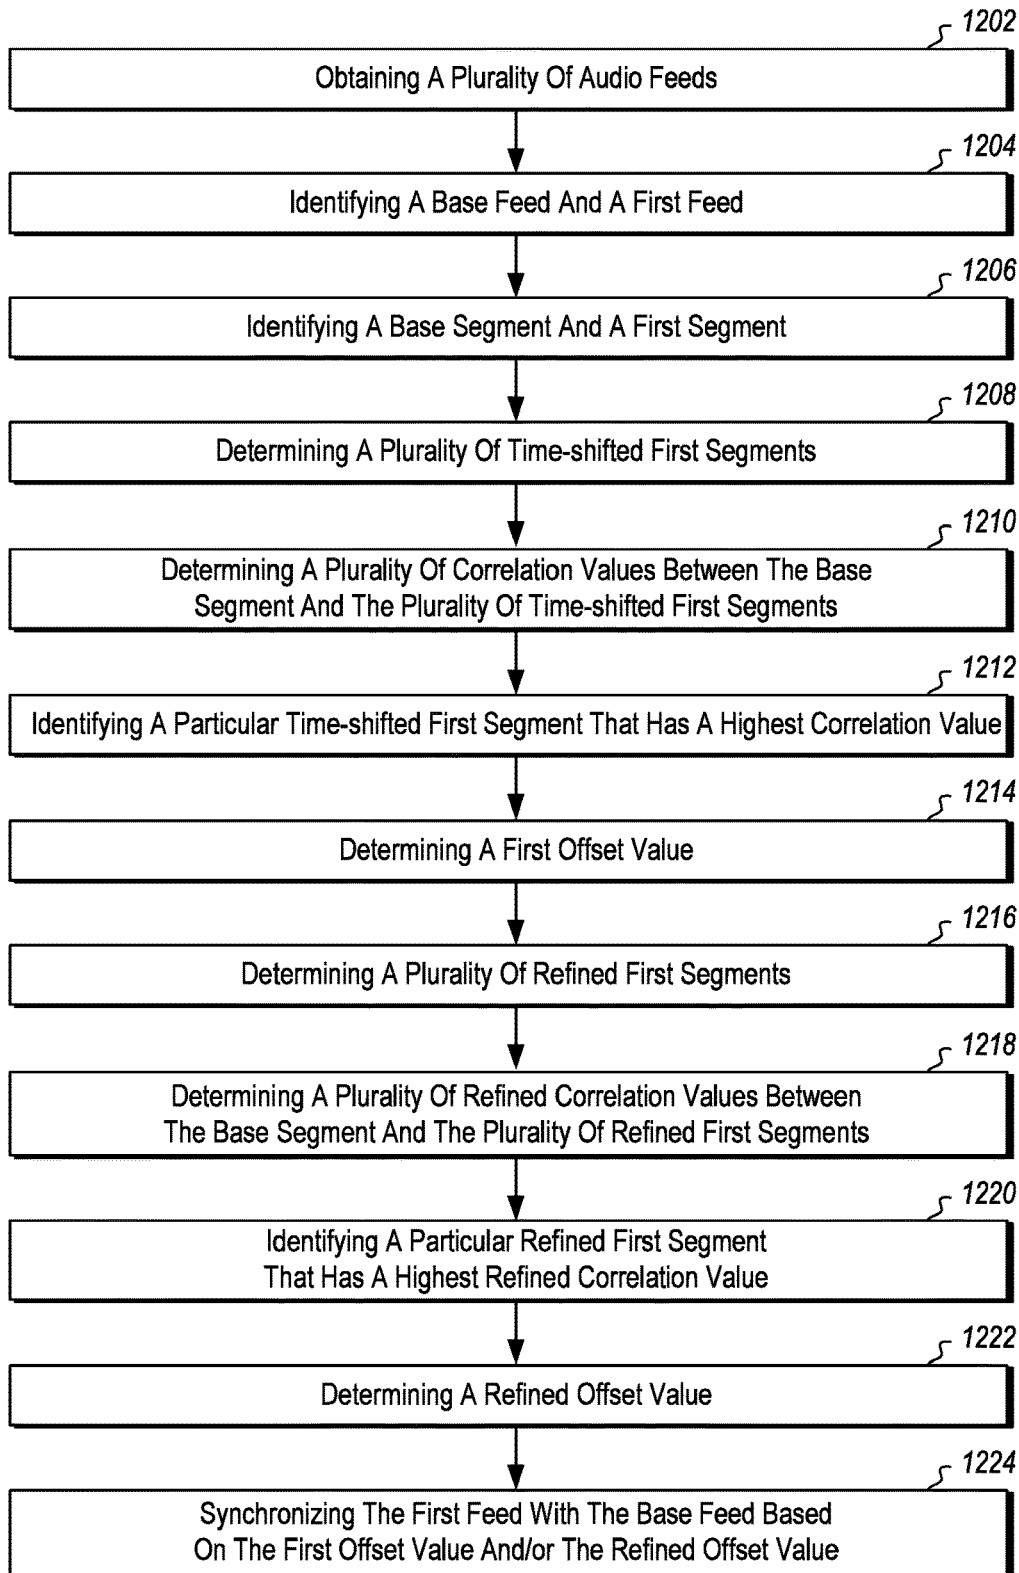 1202
Obtaining A Plurality Of Audio Feeds
1204
Identifying A Base Feed And A First Feed
1206
Identifying A Base Segment And A First Segment
1208
Determining A Plurality Of Time-shifted First Segments
1210
Determining A Plurality Of Correlation Values Between The Base
Segment And The Plurality Of Time-shifted First Segments
1212
Identifying A Particular Time-shifted First Segment That Has A Highest Correlation Value
1214
Determining A First Offset Value
1216
Determining A Plurality Of Refined First Segments
1218
Determining A Plurality Of Refined Correlation Values Between
The Base Segment And The Plurality Of Refined First Segments
1220
Identifying A Particular Refined First Segment
That Has A Highest Refined Correlation Value
1222
Determining A Refined Offset Value
1224
Synchronizing The First Feed With The Base Feed Based
On The First Offset Value And/or The Refined Offset Value